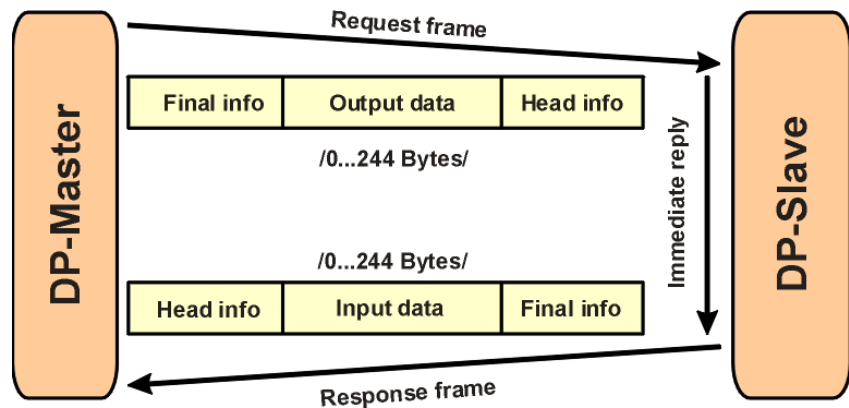 Request frame
DP-Master
Final info Output data Head info
/0...244 Bytes/
Immediate reply
DP-Slave
/0...244 Bytes/
Head info Input data Final info
Response frame